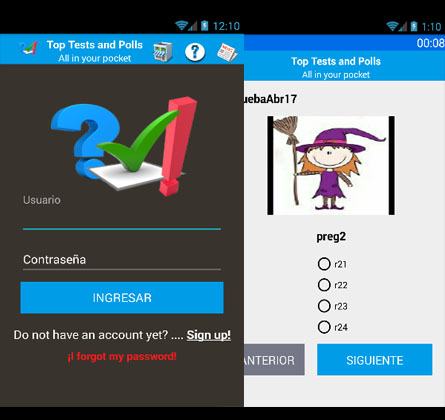 12:10
Top Tests and Polls
All in your pocket
Usuario
Contraseña
INGRESAR
Do not have an account yet? .... Sign up!
¡I forgot my password!
1:10
00:08
Top Tests and Polls
All in your pocket
uebaAbr17
preg2
r21
r22
r23
r24
ANTERIOR
SIGUIENTE